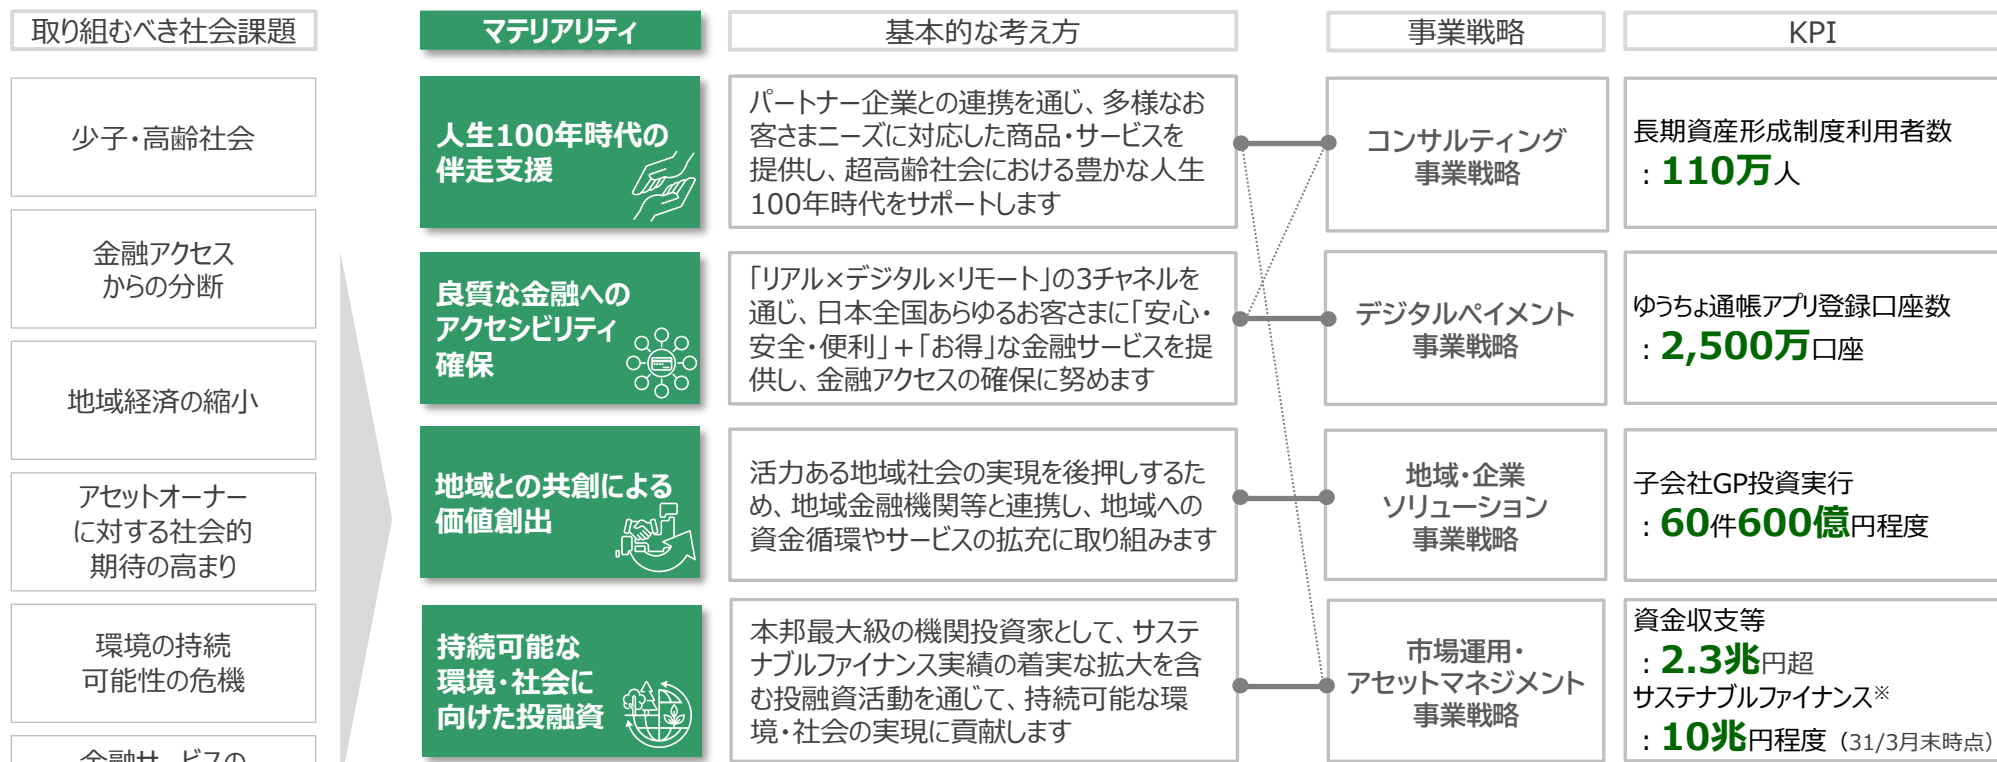 取り組むべき社会課題
マテリアリティ
基本的な考え方
事業戦略
KPI
少子・高齢社会
金融アクセス
からの分断
地域経済の縮小
アセットオーナー
に対する社会的
期待の高まり
環境の持続
可能性の危機
人生100年時代の
伴走支援
パートナー企業との連携を通じ、多様なお
客さまニーズに対応した商品・サービスを
提供し、超高齢社会における豊かな人生
100年時代をサポートします
コンサルティング
事業戦略
長期資産形成制度利用者数
：110万人
良質な金融への
アクセシビリティ
確保
「リアル×デジタル×リモート」の3チャネルを
通じ、日本全国あらゆるお客さまに「安心・
安全・便利」＋「お得」な金融サービスを提
供し、金融アクセスの確保に努めます
デジタルペイメント
事業戦略
ゆうちょ通帳アプリ登録口座数
：2,500万口座
地域との共創による
価値創出
活力ある地域社会の実現を後押しするた
め、地域金融機関等と連携し、地域への
資金循環やサービスの拡充に取り組みます
地域・企業
ソリューション
事業戦略
子会社GP投資実行
：60件600億円程度
持続可能な
環境・社会に
向けた投融資
本邦最大級の機関投資家として、サステ
ナブルファイナンス実績の着実な拡大を含
む投融資活動を通じて、持続可能な環
境・社会の実現に貢献します
市場運用・
アセットマネジメント
事業戦略
資金収支等
：2.3兆円超
サステナブルファイナンス※
：10兆円程度（31/3月末時点）